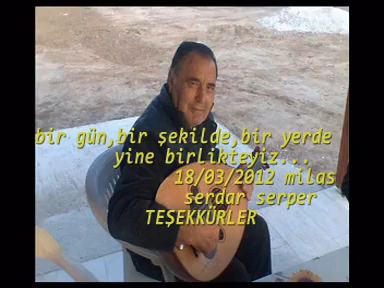 bir gün,bir şekilde,bir yerde
yine birlikteyiz...
18/03/2012 milas
serdar serper
TEŞEKKÜRLER